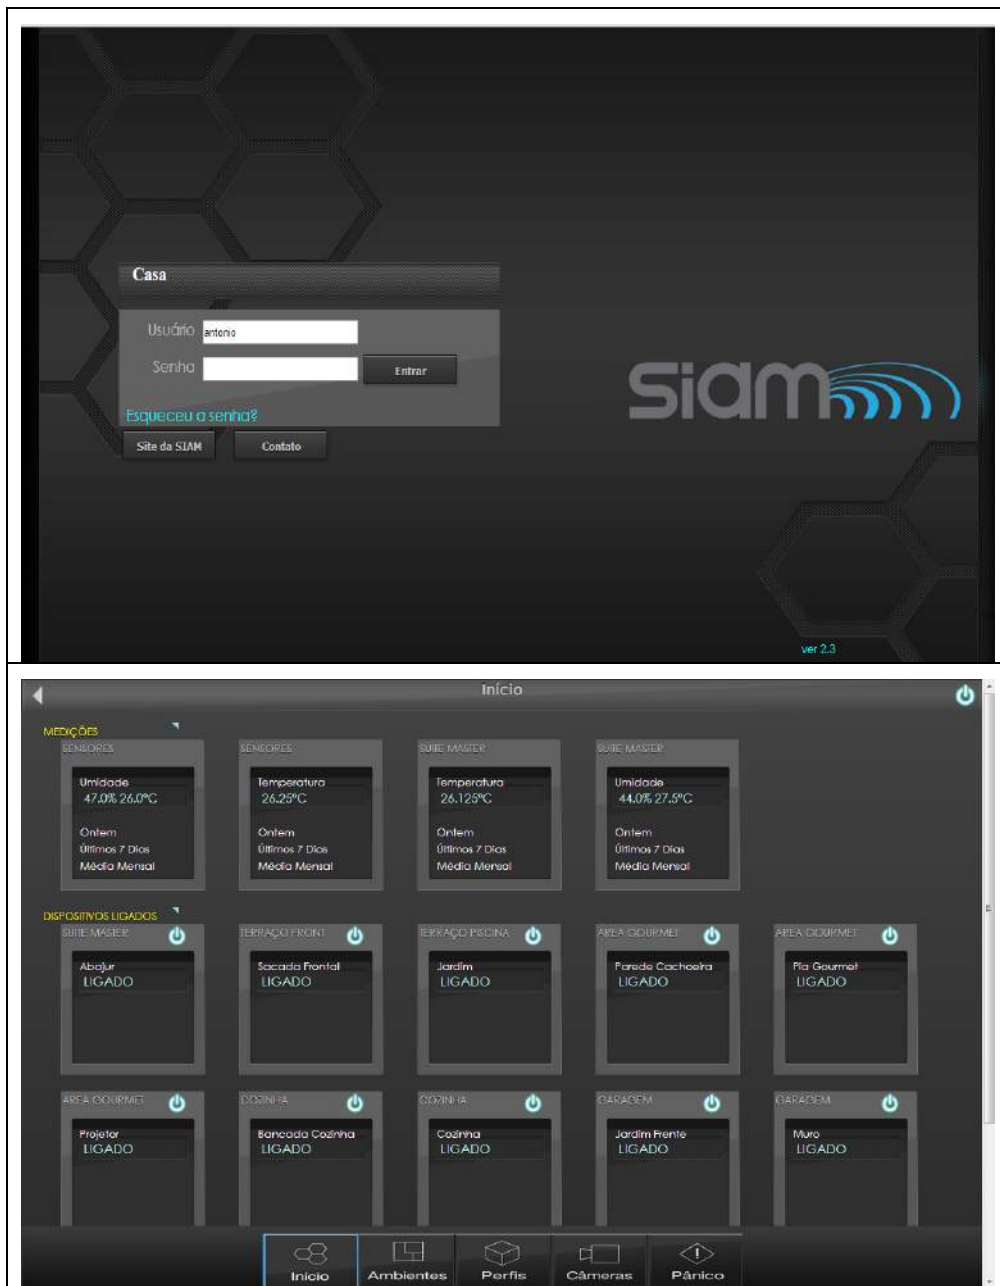 Casa
Usuário antonio
Senha Entrar
Esqueceu a senha?
Site da SIAM Contato
siam
ver 2.3
Início
MEDIÇÕES
SENSORES SENSORES SUITE MASTER SUITE MASTER
Umidade Temperatura Temperatura Umidade
47.0% 26.0°C 26.25°C 26.125°C 44.0% 27.5°C
Ontem Ontem Ontem Ontem
Últimos 7 Dias Últimos 7 Dias Últimos 7 Dias Últimos 7 Dias
Média Mensal Média Mensal Média Mensal Média Mensal
DISPOSITIVOS LIGADOS
SUITE MASTER TERRAÇO FRONT TERRAÇO PISCINA AREA GOURMET AREA GOURMET
Abajur Sacada Frontal Jardim Parede Cachoeira Pia Gourmet
LIGADO LIGADO LIGADO LIGADO LIGADO
AREA GOURMET COZINHA COZINHA GARAGEM GARAGEM
Projetor Bancada Cozinha Cozinha Jardim Frente Muro
LIGADO LIGADO LIGADO LIGADO LIGADO
Início Ambientes Perfis Câmeras Pânico